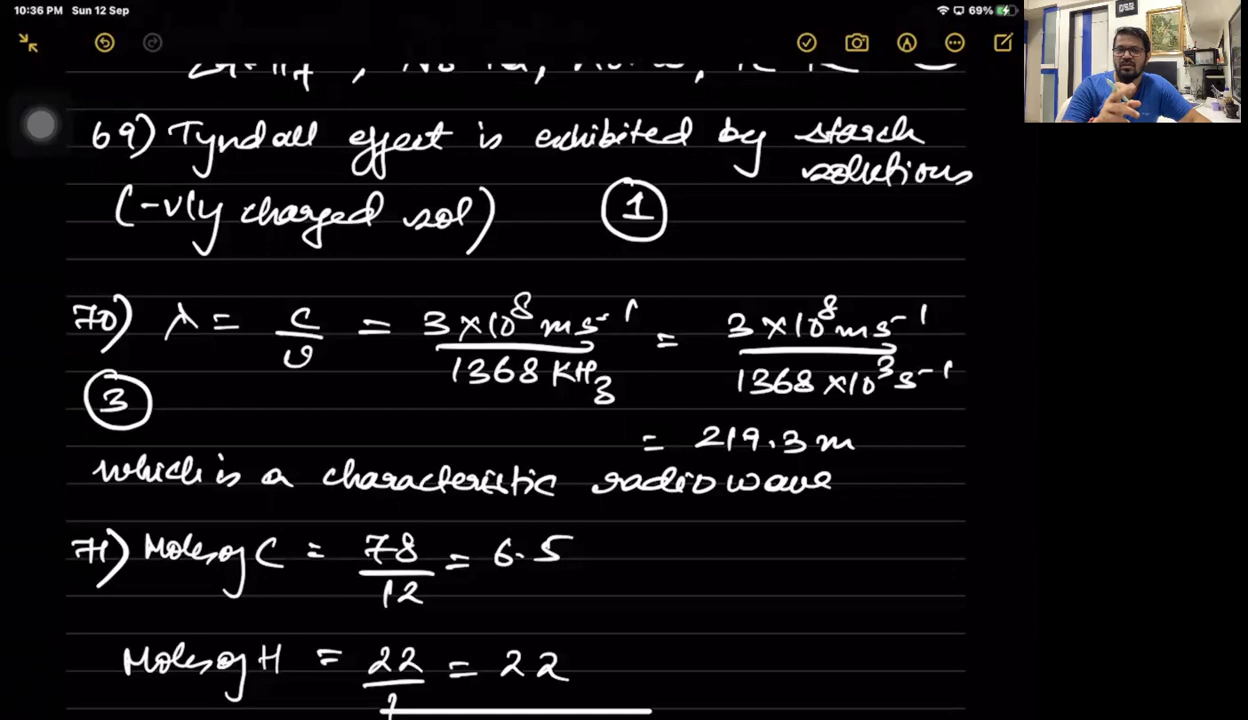 10:36 PM Sun 12 Sep
69%
69) Tyndall effect is exhibited by starch
solutions
(-vly charged sol) 1
70) λ = c/υ = 3×10⁸ ms⁻¹/1368 KHz = 3×10⁸ ms⁻¹/1368×10³ s⁻¹
3
= 219.3 m
which is a characteristic radiowave
71) Moles of C = 78/12 = 6.5
Moles of H = 22/1 = 22